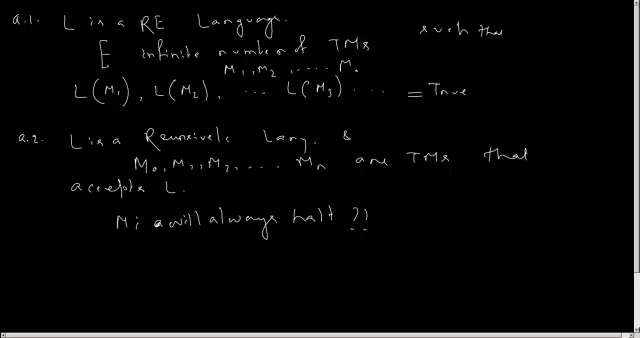 Q.1. L is a RE Language.
E infinite number of TMs such that
M1, M2, ..... M.
L(M1), L(M2), ... L(M3) ... = True
Q.2. L is a Recursively Lang. &
M0, M1, M2, .... Mn are TMs that
accepts L.
Mi will always halt ?!